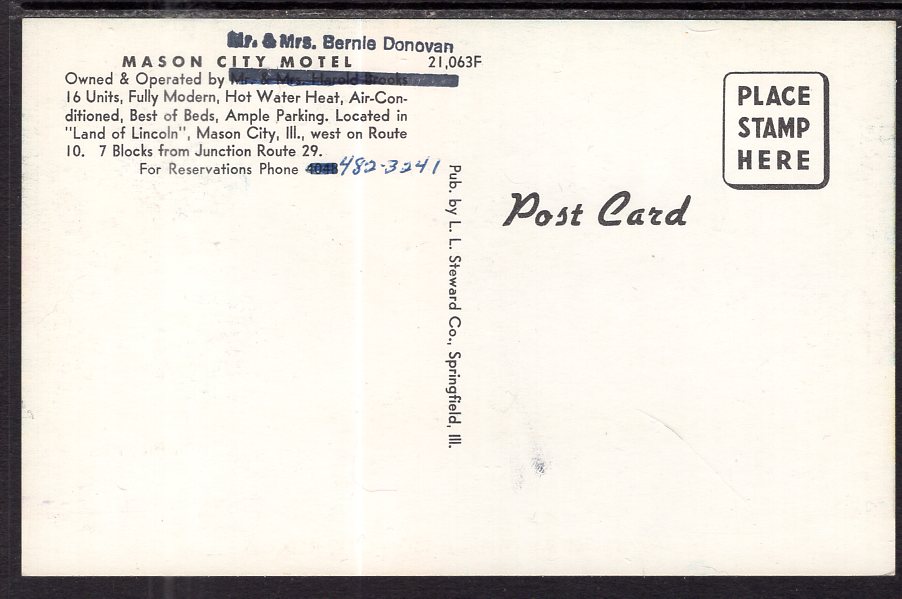 Mr. & Mrs. Bernie Donovan
MASON CITY MOTEL 21,063F
Owned & Operated by Mr. & Mrs. Harold Brooks
16 Units, Fully Modern, Hot Water Heat, Air-Con-
ditioned, Best of Beds, Ample Parking. Located in
"Land of Lincoln", Mason City, Ill., west on Route
10. 7 Blocks from Junction Route 29.
For Reservations Phone 4048 482-3241
Pub. by L. L. Steward Co., Springfield, Ill.
Post Card
PLACE
STAMP
HERE